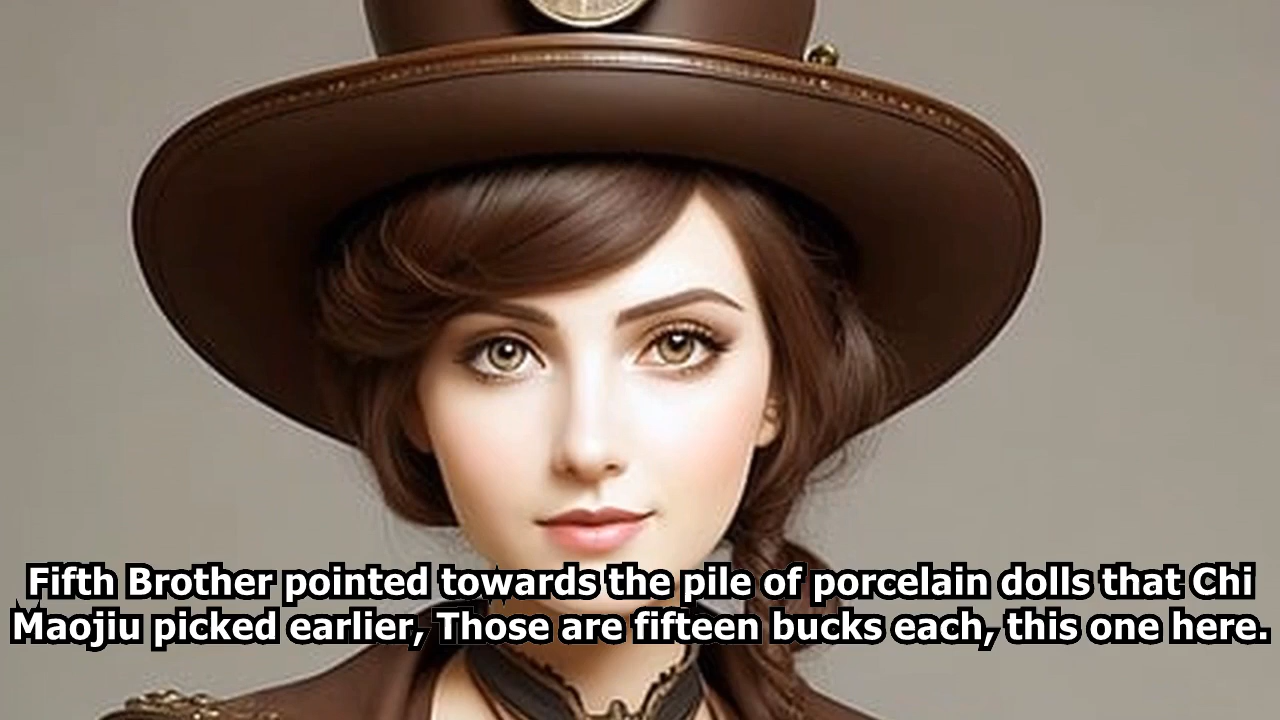 Fifth Brother pointed towards the pile of porcelain dolls that Chi
Maojiu picked earlier, Those are fifteen bucks each, this one here.